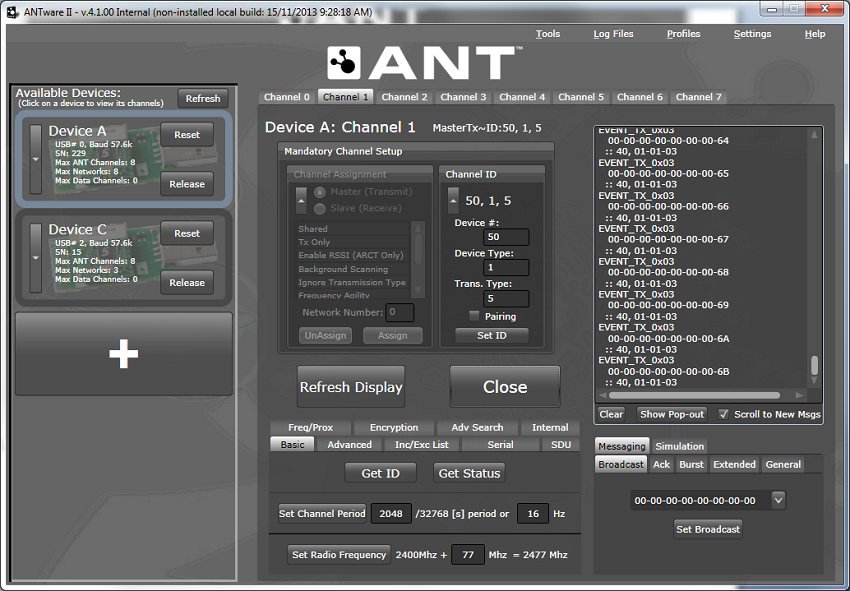 ANTware II - v.4.1.00 Internal (non-installed local build: 15/11/2013 9:28:18 AM)
Tools Log Files Profiles Settings Help
ANT™
Available Devices:
(Click on a device to view its channels)
Refresh
Device A
USB# 0, Baud 57.6k
SN: 229
Max ANT Channels: 8
Max Networks: 8
Max Data Channels: 0
Reset
Release
Device C
USB# 2, Baud 57.6k
SN: 15
Max ANT Channels: 8
Max Networks: 3
Max Data Channels: 0
Reset
Release
+
Channel 0 Channel 1 Channel 2 Channel 3 Channel 4 Channel 5 Channel 6 Channel 7
Device A: Channel 1 MasterTx~ID:50, 1, 5
Mandatory Channel Setup
Channel Assignment
Master (Transmit)
Slave (Receive)
Shared
Tx Only
Enable RSSI (ARCT Only)
Background Scanning
Ignore Transmission Type
Frequency Agility
Network Number: 0
UnAssign Assign
Channel ID
50, 1, 5
Device #:
50
Device Type:
1
Trans. Type:
5
Pairing
Set ID
Refresh Display Close
Freq/Prox Encryption Adv Search Internal
Basic Advanced Inc/Exc List Serial SDU
Get ID Get Status
Set Channel Period 2048 /32768 [s] period or 16 Hz
Set Radio Frequency 2400Mhz + 77 Mhz = 2477 Mhz
EVENT_TX_0x03
00-00-00-00-00-00-00-64
:: 40, 01-01-03
EVENT_TX_0x03
00-00-00-00-00-00-00-65
:: 40, 01-01-03
EVENT_TX_0x03
00-00-00-00-00-00-00-66
:: 40, 01-01-03
EVENT_TX_0x03
00-00-00-00-00-00-00-67
:: 40, 01-01-03
EVENT_TX_0x03
00-00-00-00-00-00-00-68
:: 40, 01-01-03
EVENT_TX_0x03
00-00-00-00-00-00-00-69
:: 40, 01-01-03
EVENT_TX_0x03
00-00-00-00-00-00-00-6A
:: 40, 01-01-03
EVENT_TX_0x03
00-00-00-00-00-00-00-6B
:: 40, 01-01-03
Clear Show Pop-out Scroll to New Msgs
Messaging Simulation
Broadcast Ack Burst Extended General
00-00-00-00-00-00-00-00
Set Broadcast